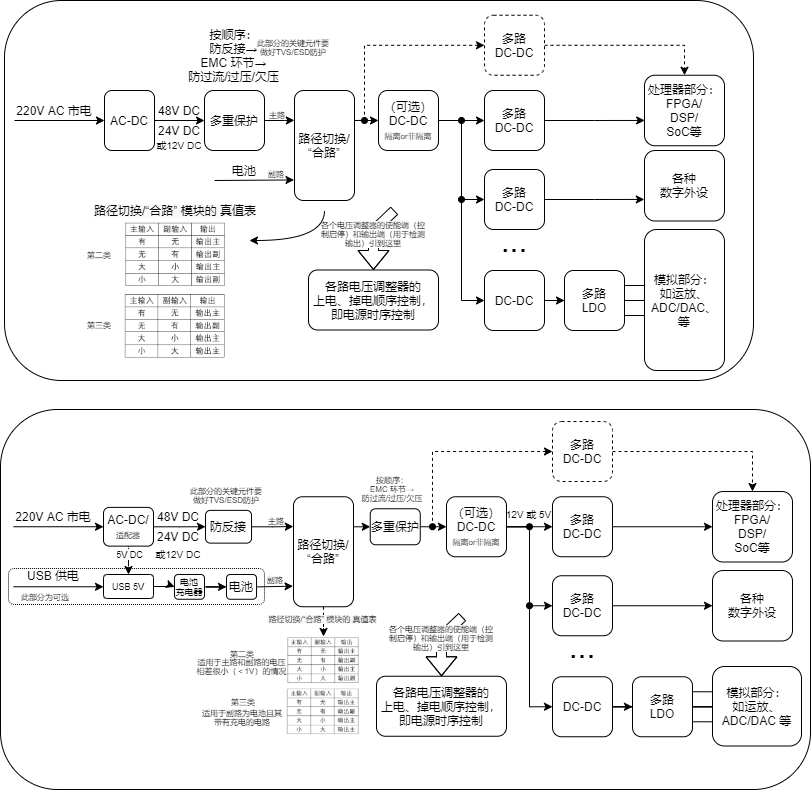 按顺序：
防反接→
EMC 环节→
防过流/过压/欠压
此部分的关键元件要
做好TVS/ESD防护
多路
DC-DC
220V AC 市电
AC-DC
48V DC
24V DC
或12V DC
多重保护
主路
路径切换/
“合路”
(可选)
DC-DC
隔离or非隔离
多路
DC-DC
处理器部分：
FPGA/
DSP/
SoC等
电池
副路
多路
DC-DC
各种
数字外设
路径切换/“合路” 模块的 真值表
第二类
主输入 副输入 输出
有 无 输出主
无 有 输出副
大 小 输出主
小 大 输出副
第三类
主输入 副输入 输出
有 无 输出主
无 有 输出副
大 小 输出主
小 大 输出主
各个电压调整器的使能端（控
制启停）和输出端（用于检测
输出）引到这里
各路电压调整器的
上电、掉电顺序控制，
即电源时序控制
...
DC-DC
多路
LDO
模拟部分：
如运放、
ADC/DAC、
等
多路
DC-DC
此部分的关键元件要
做好TVS/ESD防护
按顺序：
EMC 环节→
防过流/过压/欠压
220V AC 市电
AC-DC/
适配器
48V DC
24V DC
或12V DC
5V DC
防反接
主路
路径切换/
“合路”
多重保护
(可选)
DC-DC
隔离or非隔离
12V 或 5V
多路
DC-DC
处理器部分：
FPGA/
DSP/
SoC等
USB 供电
此部分为可选
USB 5V
电池
充电器
电池
副路
多路
DC-DC
各种
数字外设
路径切换/“合路” 模块的 真值表
第二类
适用于主路和副路的电压
相差很小（＜1V）的情况
主输入 副输入 输出
有 无 输出主
无 有 输出副
大 小 输出主
小 大 输出副
第三类
适用于副路为电池且其
带有充电的电路
主输入 副输入 输出
有 无 输出主
无 有 输出副
大 小 输出主
小 大 输出主
各个电压调整器的使能端（控
制启停）和输出端（用于检测
输出）引到这里
各路电压调整器的
上电、掉电顺序控制，
即电源时序控制
...
DC-DC
多路
LDO
模拟部分：
如运放、
ADC/DAC 等